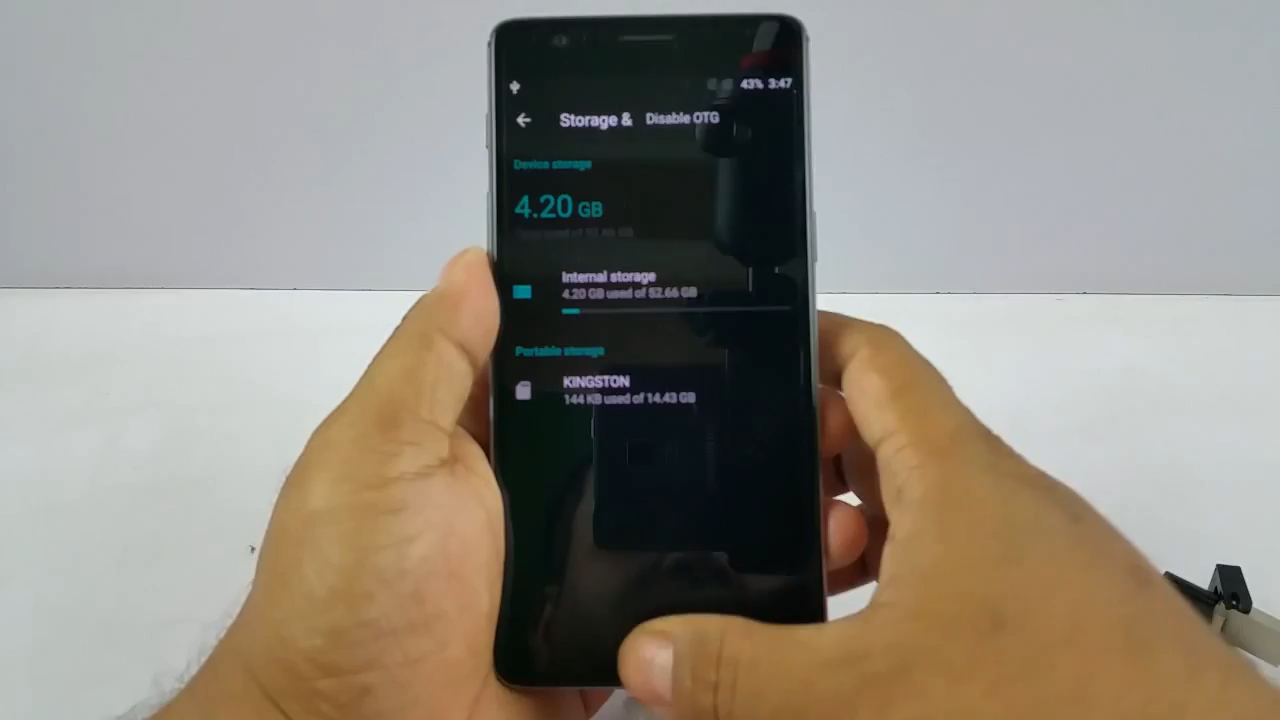 43% 3:47
Storage & Disable OTG
Device storage
4.20 GB
Internal storage
4.20 GB used of 52.66 GB
Portable storage
KINGSTON
144 KB used of 14.43 GB